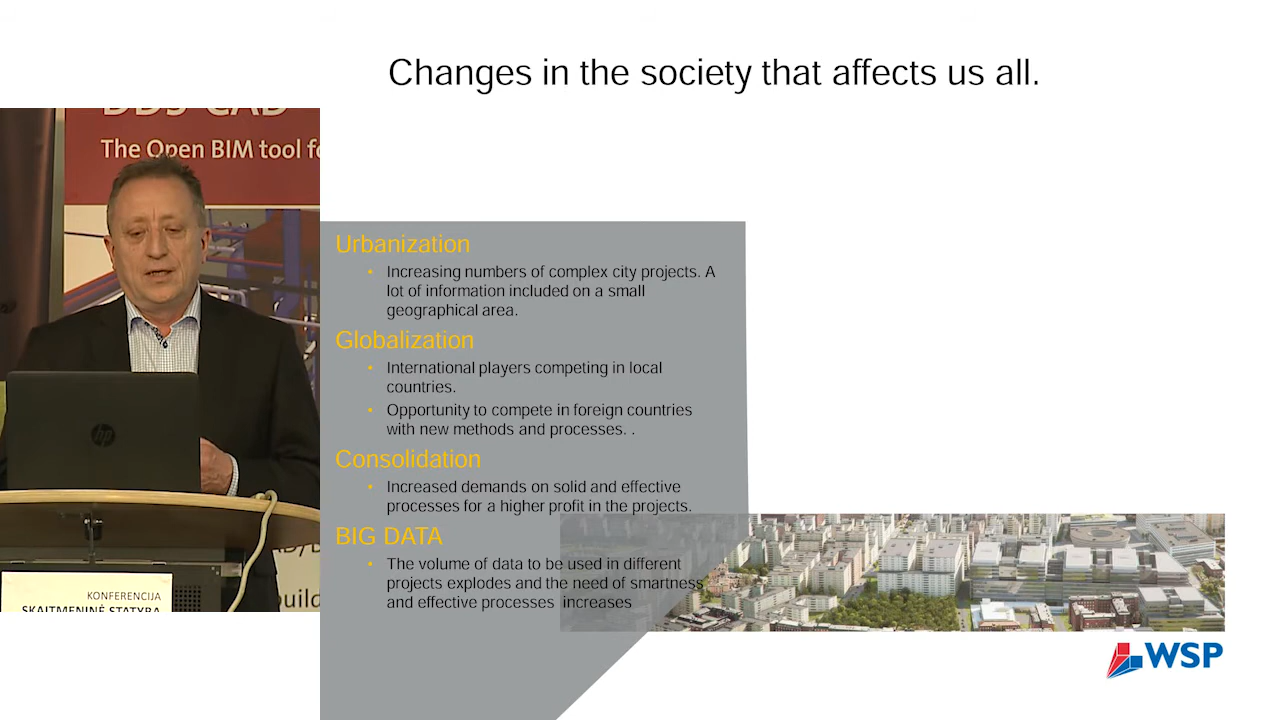 Changes in the society that affects us all.
DDS-CAD
The Open BIM tool fo
Urbanization
• Increasing numbers of complex city projects. A
lot of information included on a small
geographical area.
Globalization
• International players competing in local
countries.
• Opportunity to compete in foreign countries
with new methods and processes. .
Consolidation
• Increased demands on solid and effective
processes for a higher profit in the projects.
BIG DATA
• The volume of data to be used in different
projects explodes and the need of smartness
and effective processes increases
hp
KONFERENCIJA
SKAITMENINĖ STATYBA
uild
WSP